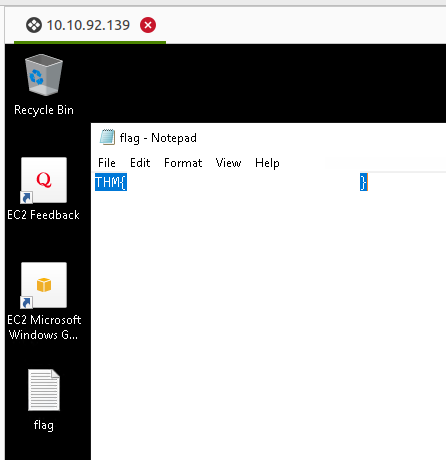 10.10.92.139
Recycle Bin
flag - Notepad
File Edit Format View Help
THM{ }
Q
EC2 Feedback
EC2 Microsoft
Windows G...
flag